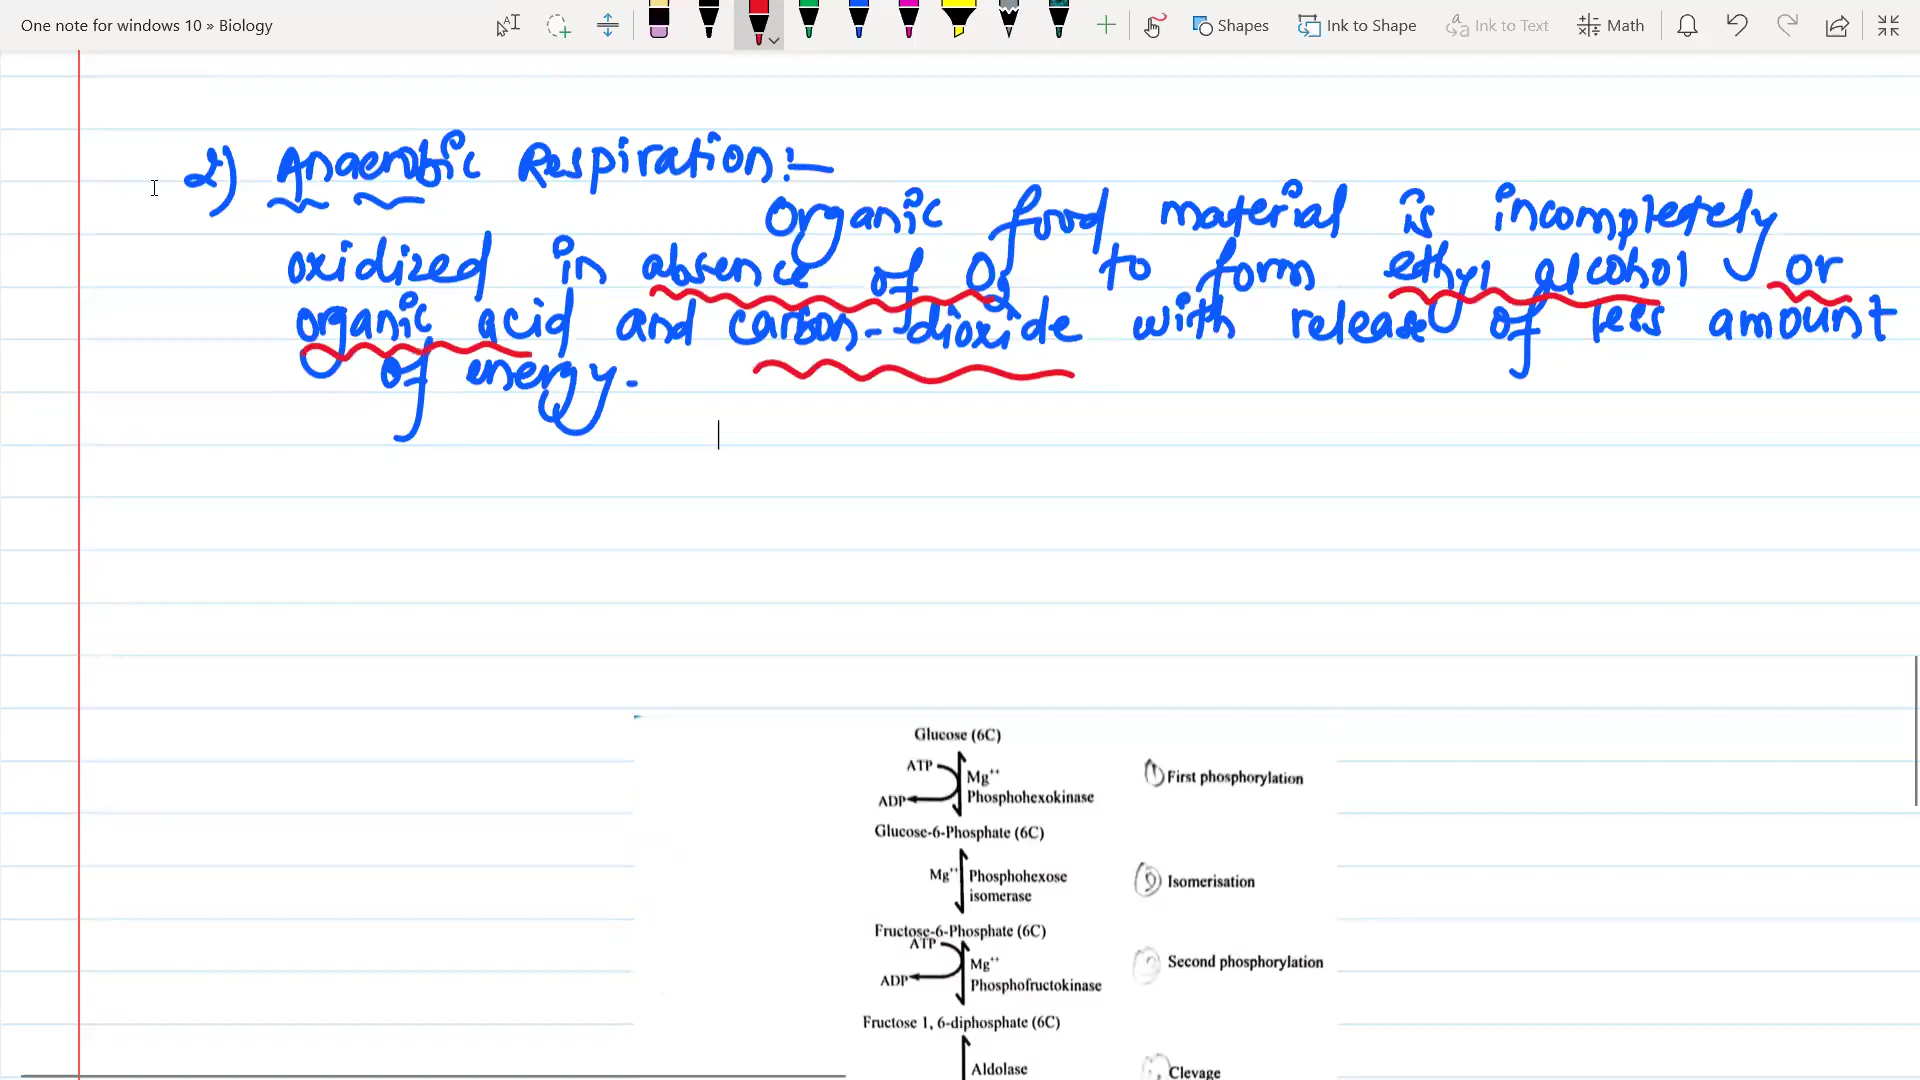 One note for windows 10 » Biology
Shapes
Ink to Shape
Ink to Text
Math
2) Anaerobic Respiration:-
Organic food material is incompletely
oxidized in absence of O2 to form ethyl alcohol or
organic acid and carbon-dioxide with release of less amount
of energy.
Glucose (6C)
ATP
Mg++
ADP
Phosphohexokinase
1 First phosphorylation
Glucose-6-Phosphate (6C)
Mg++
Phosphohexose
isomerase
2 Isomerisation
Fructose-6-Phosphate (6C)
ATP
Mg++
ADP
Phosphofructokinase
Second phosphorylation
Fructose 1, 6-diphosphate (6C)
Aldolase
Clevage